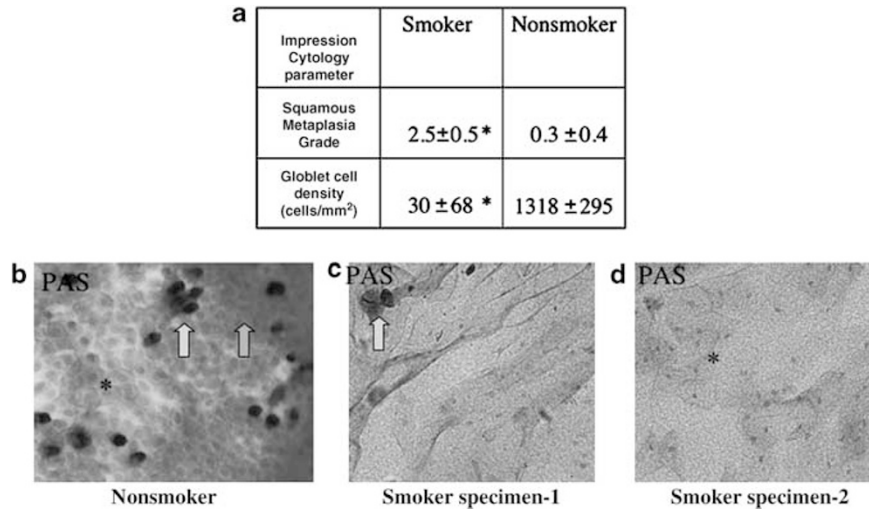 a
Smoker Nonsmoker
Impression
Cytology
parameter
Squamous
Metaplasia
Grade
2.5±0.5 * 0.3 ±0.4
Globlet cell
density
(cells/mm²)
30 ±68 * 1318 ±295
b c d
PAS PAS PAS
* *
Nonsmoker Smoker specimen-1 Smoker specimen-2